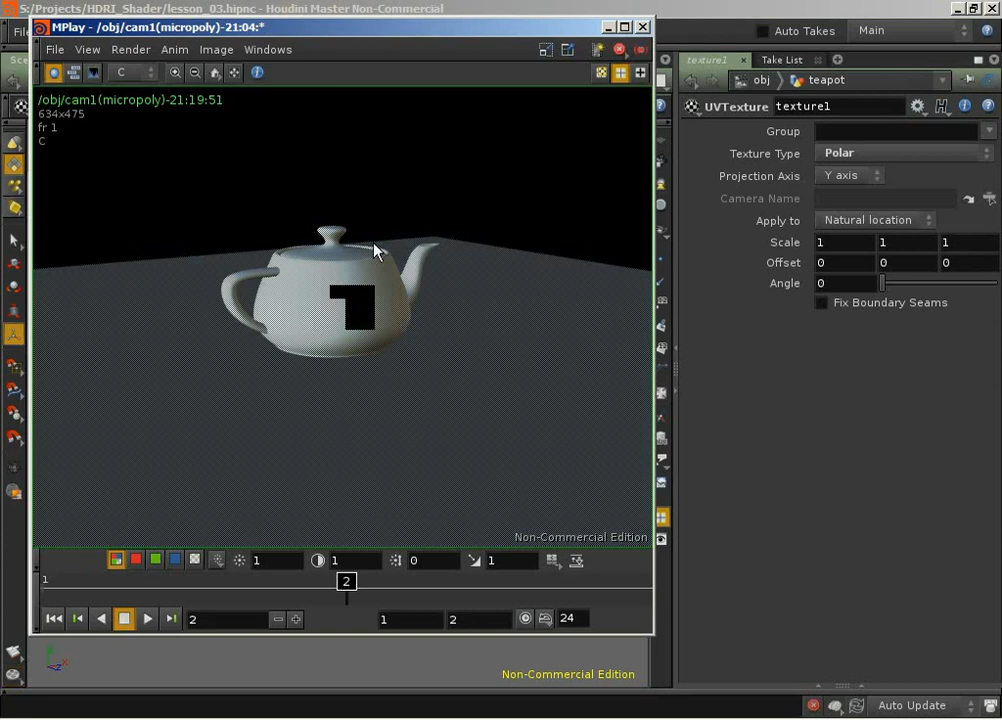 S:/Projects/HDRI_Shader/lesson_03.hipnc - Houdini Master Non-Commercial
MPlay - /obj/cam1(micropoly)-21:04:*
File View Render Anim Image Windows
C
/obj/cam1(micropoly)-21:19:51
634x475
fr 1
C
Non-Commercial Edition
1 1 0 1
1
2
2 1 2 24
Non-Commercial Edition
Auto Takes Main
texture1 Take List
obj teapot
UVTexture texture1
Group
Texture Type Polar
Projection Axis Y axis
Camera Name
Apply to Natural location
Scale 1 1 1
Offset 0 0 0
Angle 0
Fix Boundary Seams
Auto Update